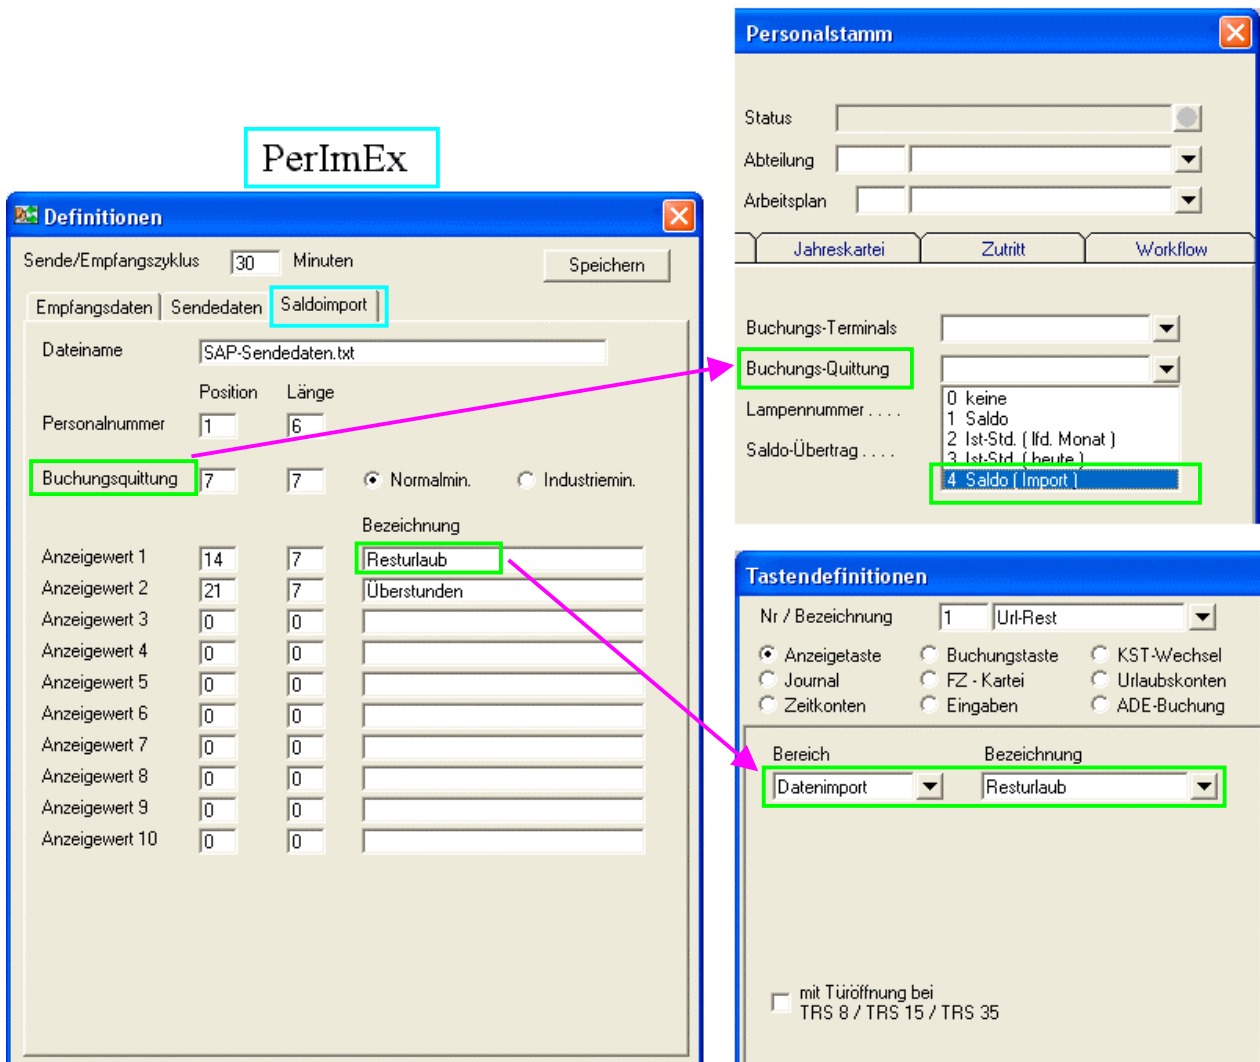 PerImEx
Definitionen
Sende/Empfangszyklus 30 Minuten Speichern
Empfangsdaten Sendedaten Saldoimport
Dateiname SAP-Sendedaten.txt
Position Länge
Personalnummer 1 6
Buchungsquittung 7 7 Normalmin. Industriemin.
Bezeichnung
Anzeigewert 1 14 7 Resturlaub
Anzeigewert 2 21 7 Überstunden
Anzeigewert 3 0 0
Anzeigewert 4 0 0
Anzeigewert 5 0 0
Anzeigewert 6 0 0
Anzeigewert 7 0 0
Anzeigewert 8 0 0
Anzeigewert 9 0 0
Anzeigewert 10 0 0
Personalstamm
Status
Abteilung
Arbeitsplan
Jahreskartei Zutritt Workflow
Buchungs-Terminals
Buchungs-Quittung
0 keine
Lampennummer . . . .
1 Saldo
2 Ist-Std. ( lfd. Monat )
Saldo-Übertrag . . . .
3 Ist-Std. ( heute )
4 Saldo ( Import )
Tastendefinitionen
Nr / Bezeichnung 1 Url-Rest
Anzeigetaste Buchungstaste KST-Wechsel
Journal FZ - Kartei Urlaubskonten
Zeitkonten Eingaben ADE-Buchung
Bereich Bezeichnung
Datenimport Resturlaub
mit Türöffnung bei
TRS 8 / TRS 15 / TRS 35